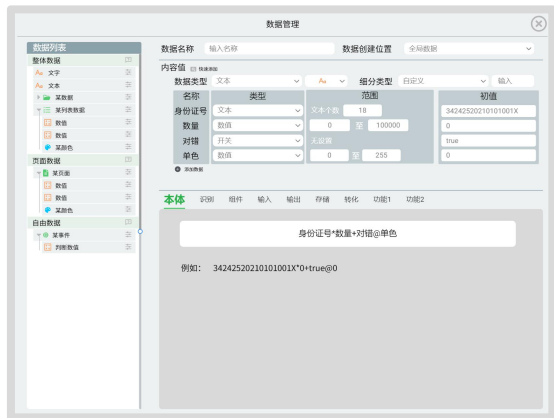 数据管理
数据列表
整体数据
Aa 文字
Aa 文本
某数据
某列表数据
数值
数值
某颜色
页面数据
某页面
数值
数值
某颜色
自由数据
某事件
判断数值
数据名称 输入名称 数据创建位置 全局数据
内容值 快速添加
数据类型 文本 Aa 细分类型 自定义 输入
名称 类型 范围 初值
身份证号 文本 文本个数 18 34242520210101001X
数量 数值 0 至 100000 0
对错 开关 无设置 true
单色 数值 0 至 255 0
添加数据
本体 识别 组件 输入 输出 存储 转化 功能1 功能2
身份证号*数量+对错@单色
例如: 34242520210101001X*0+true@0